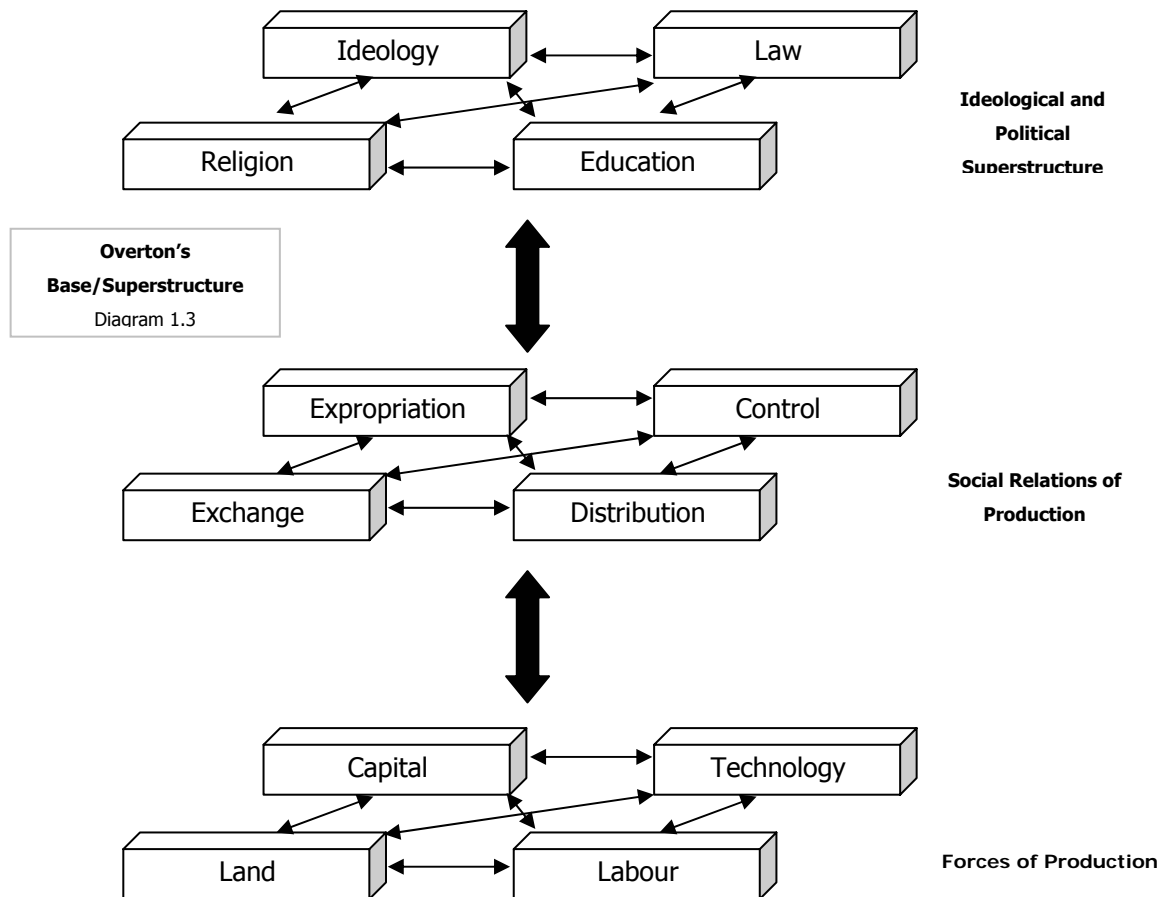 Ideology
Law
Religion
Education
Ideological and
Political
Superstructure
Overton's
Base/Superstructure
Diagram 1.3
Expropriation
Control
Exchange
Distribution
Social Relations of
Production
Capital
Technology
Land
Labour
Forces of Production